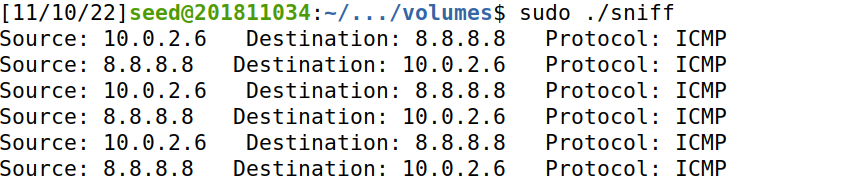 [11/10/22]seed@201811034:~/.../volumes$ sudo ./sniff
Source: 10.0.2.6   Destination: 8.8.8.8   Protocol: ICMP
Source: 8.8.8.8   Destination: 10.0.2.6   Protocol: ICMP
Source: 10.0.2.6   Destination: 8.8.8.8   Protocol: ICMP
Source: 8.8.8.8   Destination: 10.0.2.6   Protocol: ICMP
Source: 10.0.2.6   Destination: 8.8.8.8   Protocol: ICMP
Source: 8.8.8.8   Destination: 10.0.2.6   Protocol: ICMP